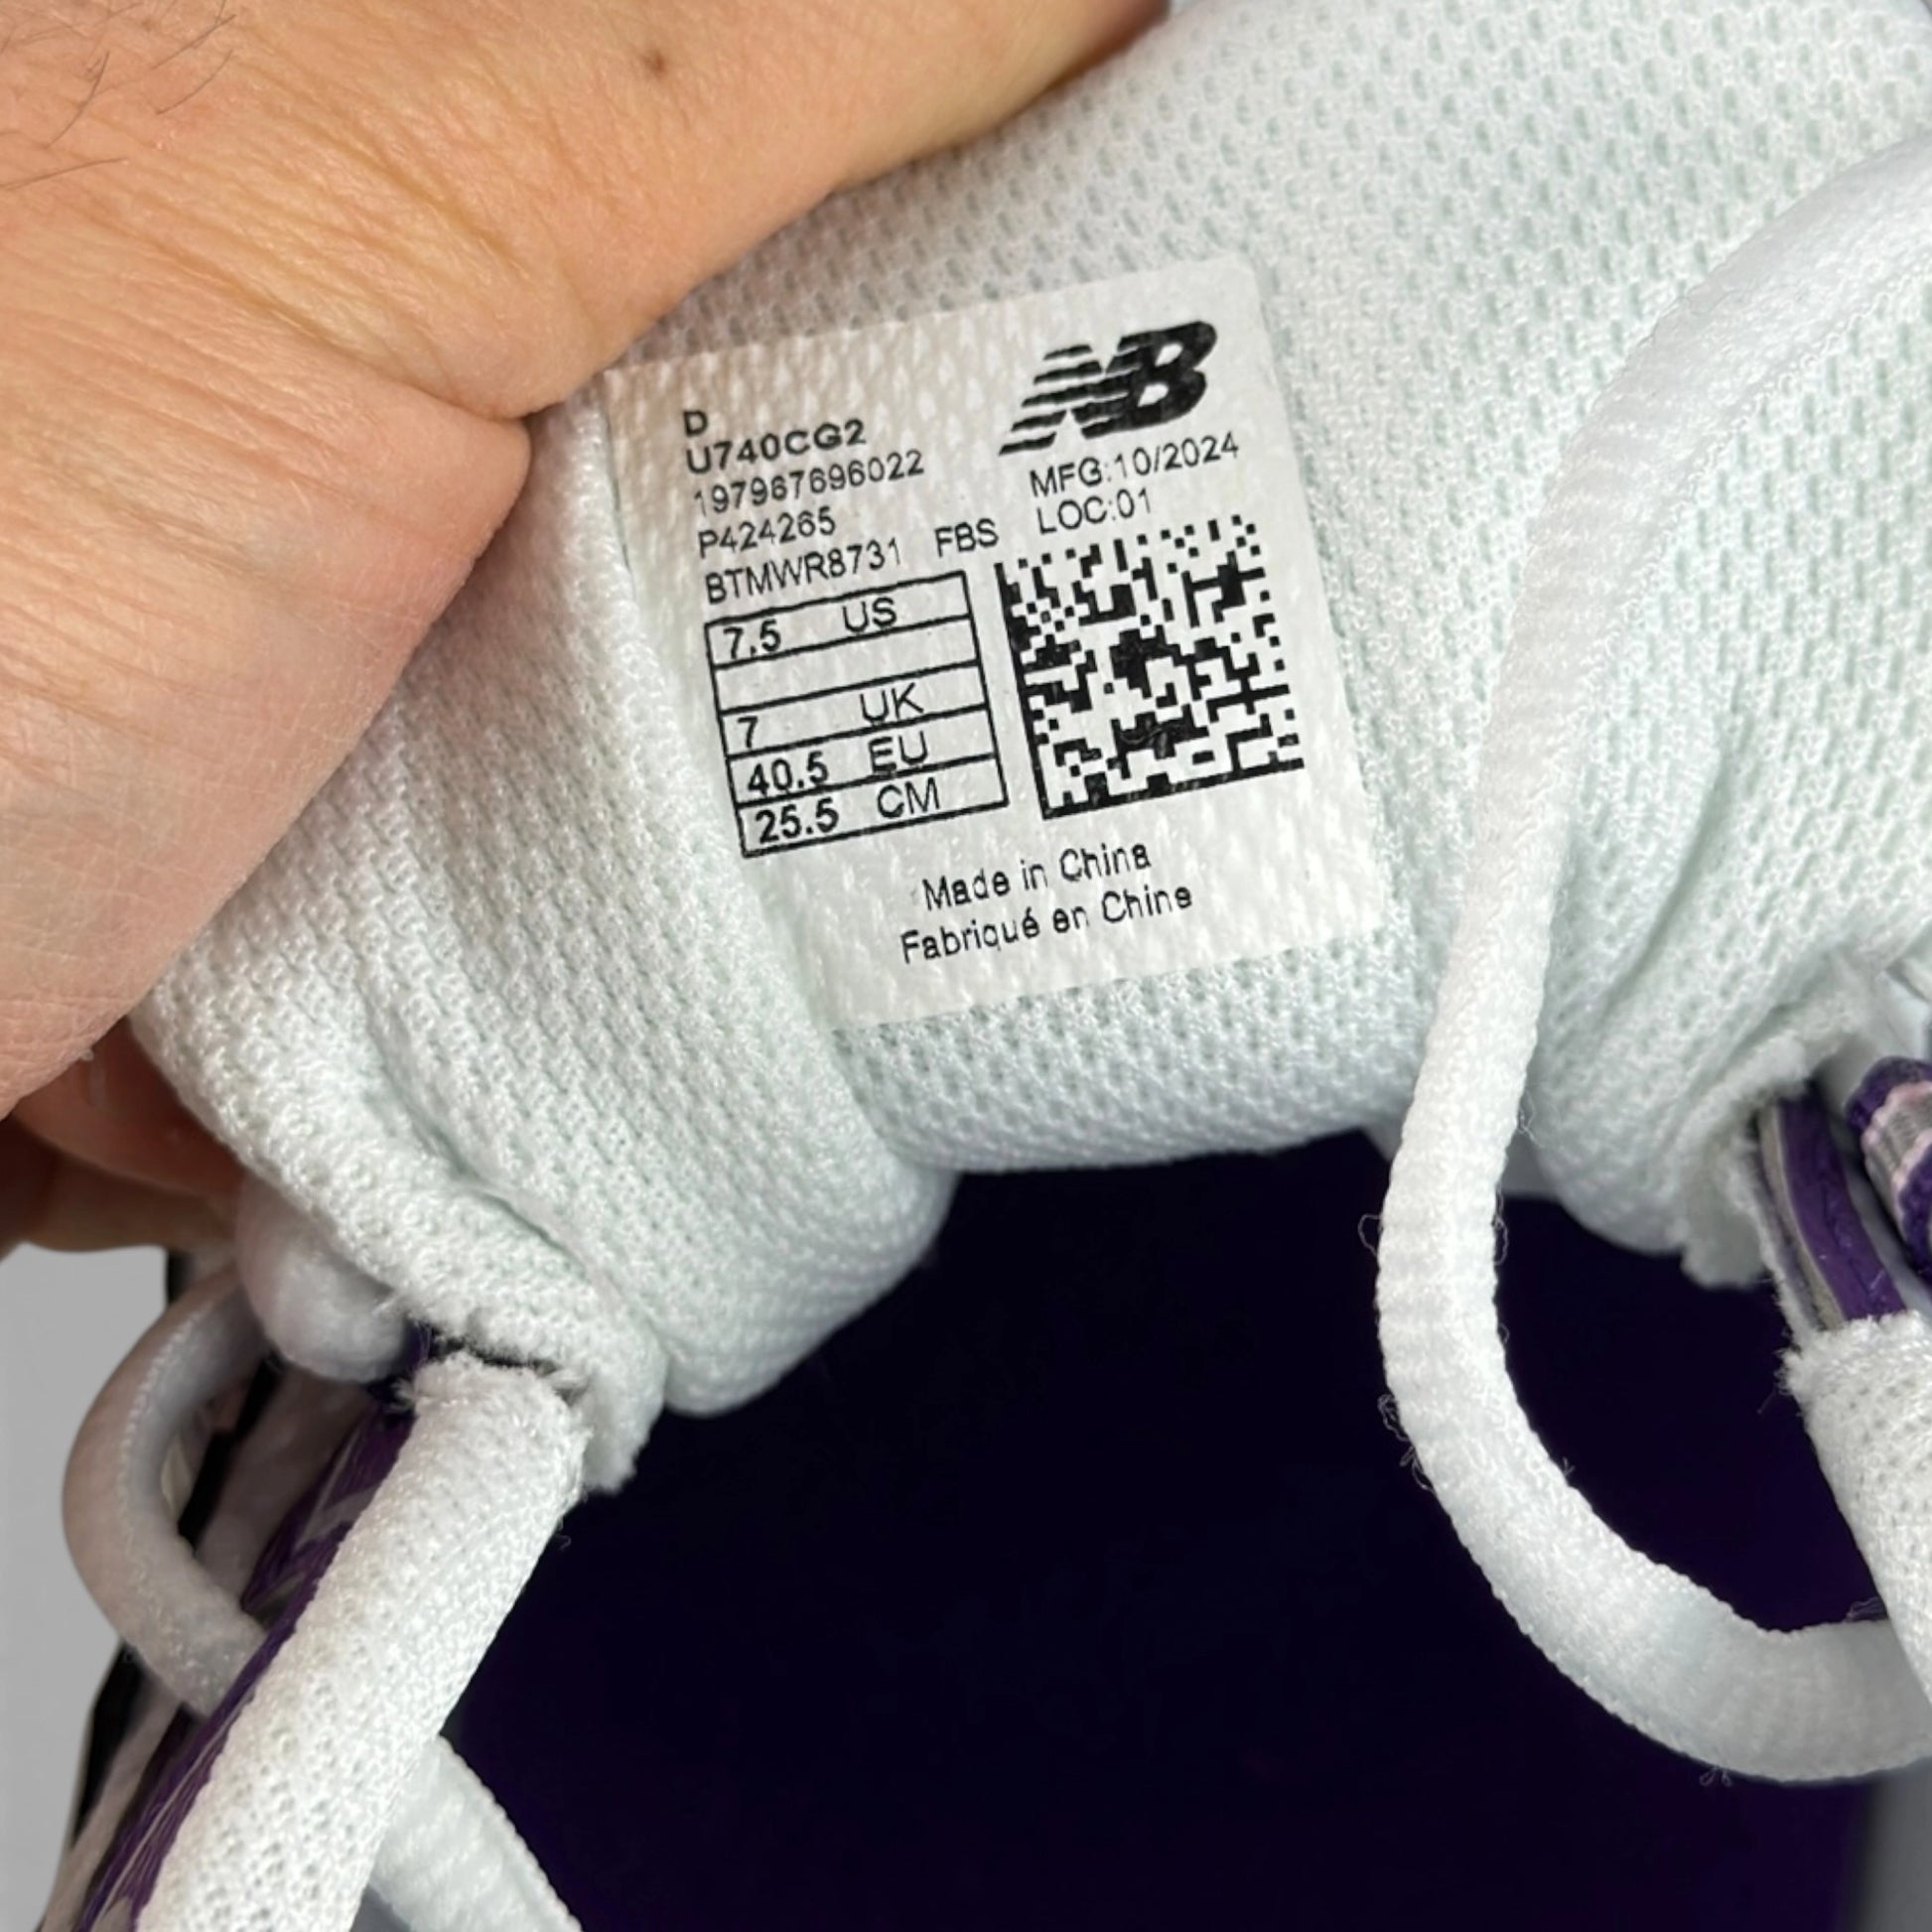 D
U740CG2
197967696022
P424265
BTMWR8731 FBS
NB
MFG:10/2024
LOC:01
7.5 US
7 UK
40.5 EU
25.5 CM
Made in China
Fabriqué en Chine